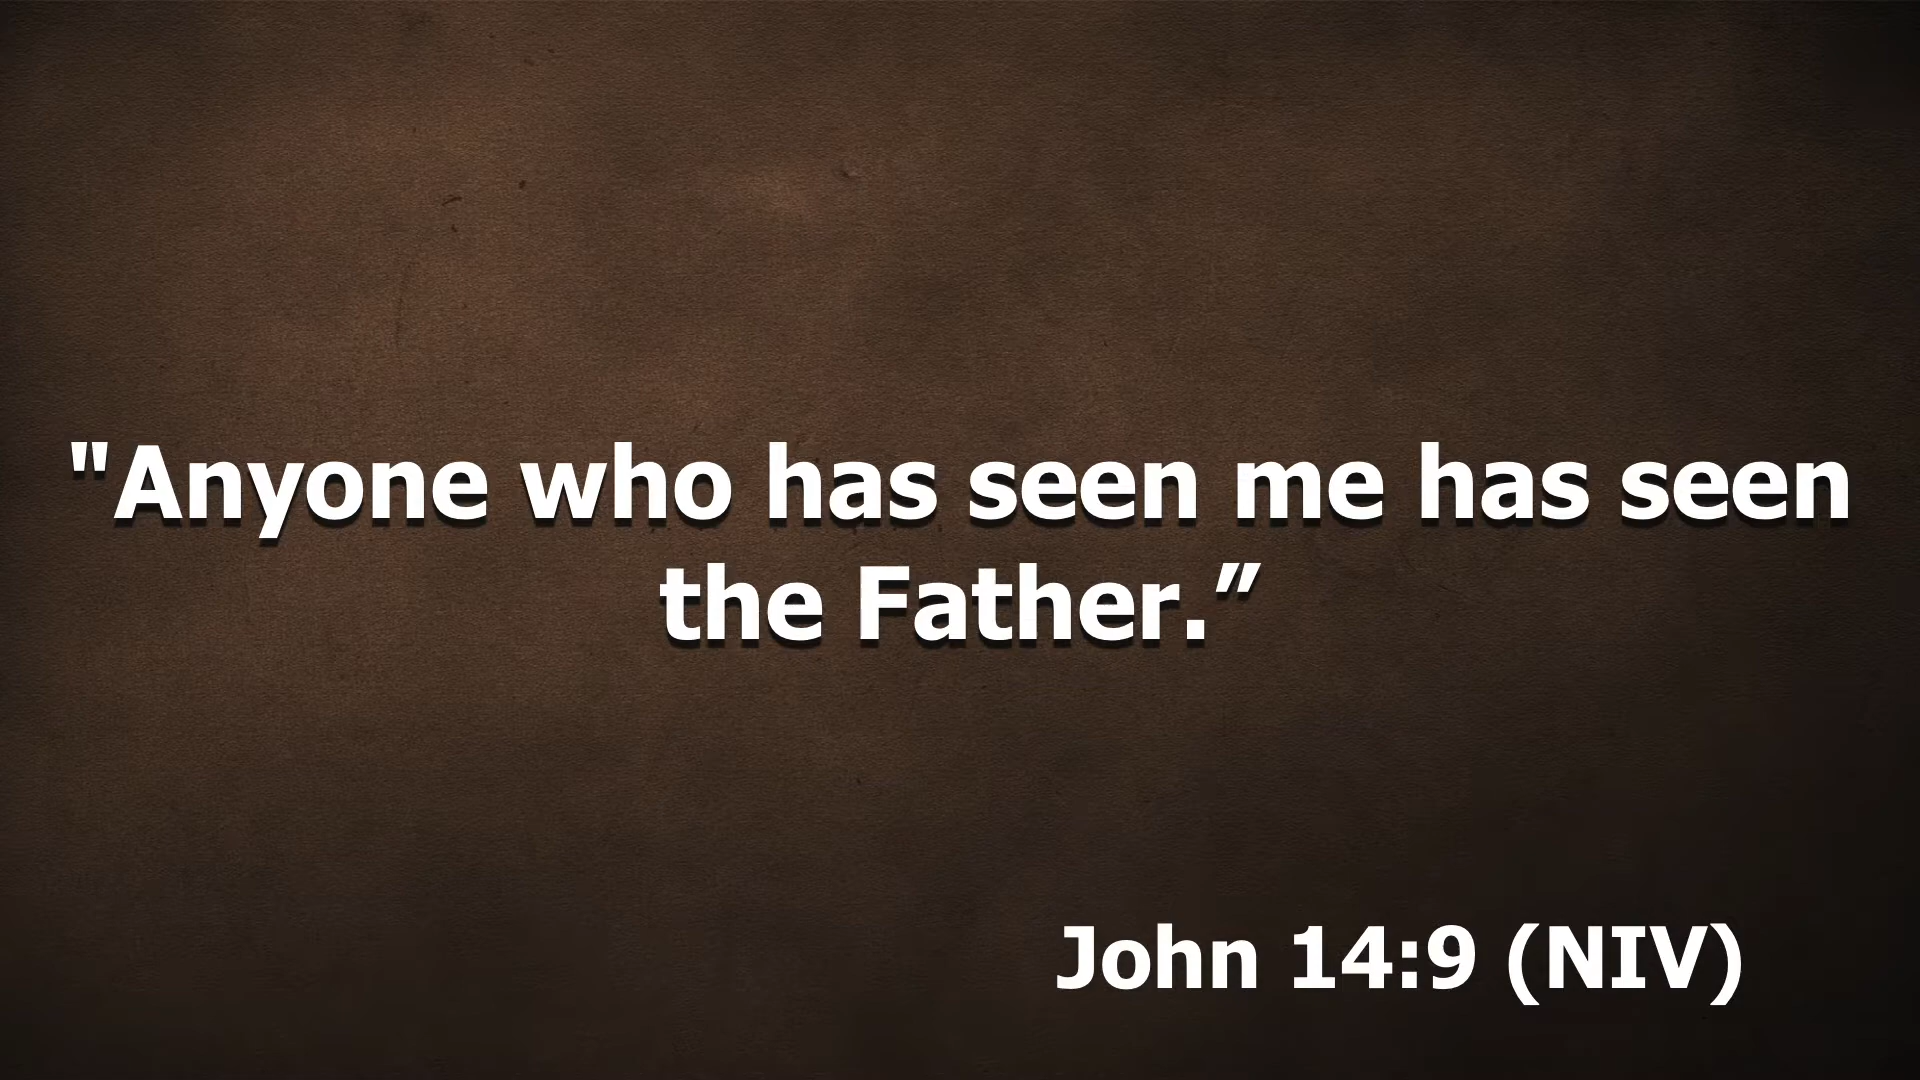 "Anyone who has seen me has seen
the Father.”
John 14:9 (NIV)